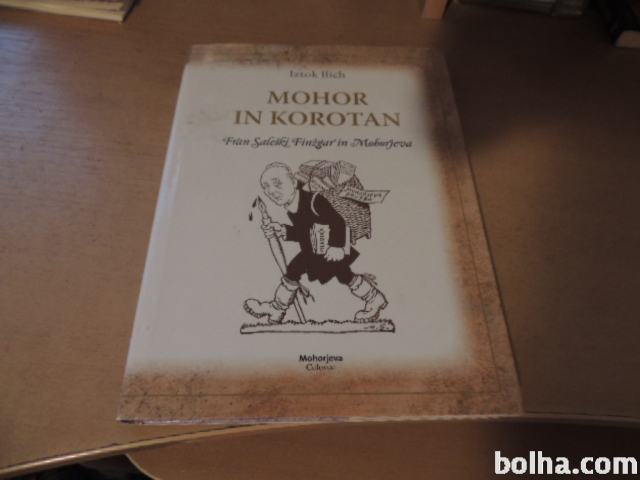 Iztok Ilich
MOHOR
IN KOROTAN
Fran Saleški Finžgar in Mohorjeva
Mohorjeva
Celovec
bolha.com